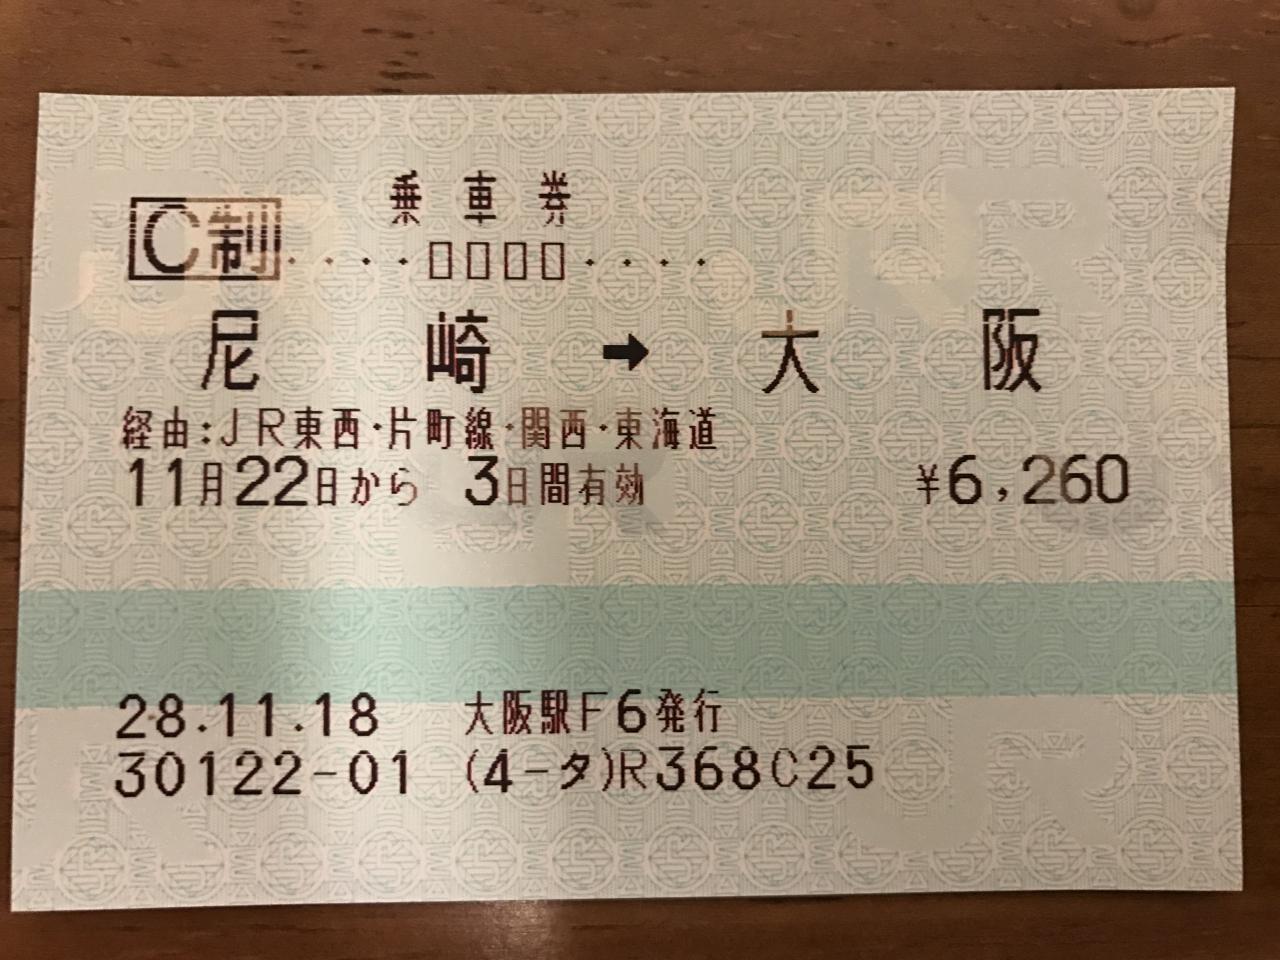 乗車券
C制 ・・・・□□□□・・・・
尼崎➡大阪
経由:JR東西・片町線・関西・東海道
11月22日から 3日間有効 ¥6,260
28.11.18 大阪駅F6発行
30122-01 (4-タ)R368C25